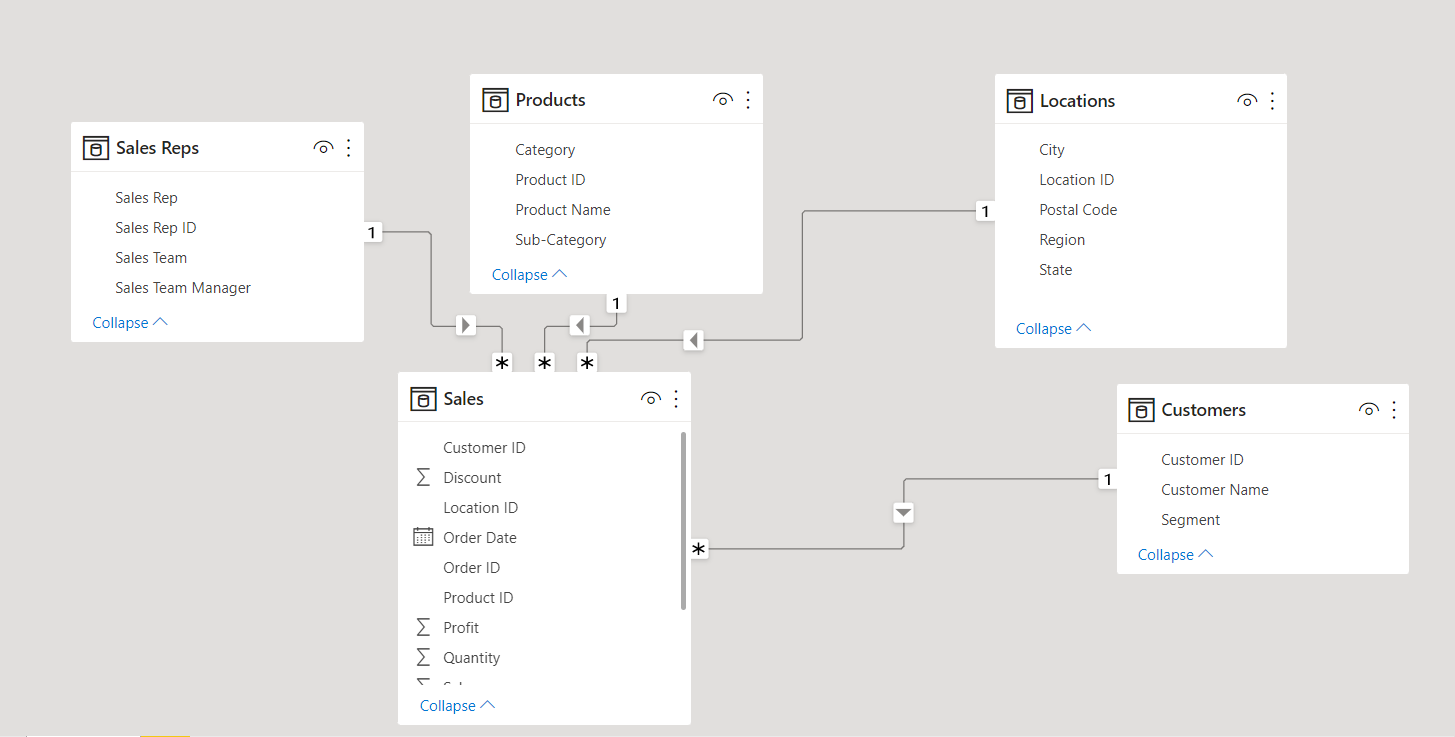 Sales Reps
Sales Rep
Sales Rep ID
Sales Team
Sales Team Manager
Collapse
1
Products
Category
Product ID
Product Name
Sub-Category
Collapse
1
Locations
City
Location ID
Postal Code
Region
State
Collapse
1
* * *
Sales
Customer ID
Σ Discount
Location ID
Order Date
Order ID
Product ID
Σ Profit
Σ Quantity
Collapse
*
Customers
Customer ID
Customer Name
Segment
Collapse
1